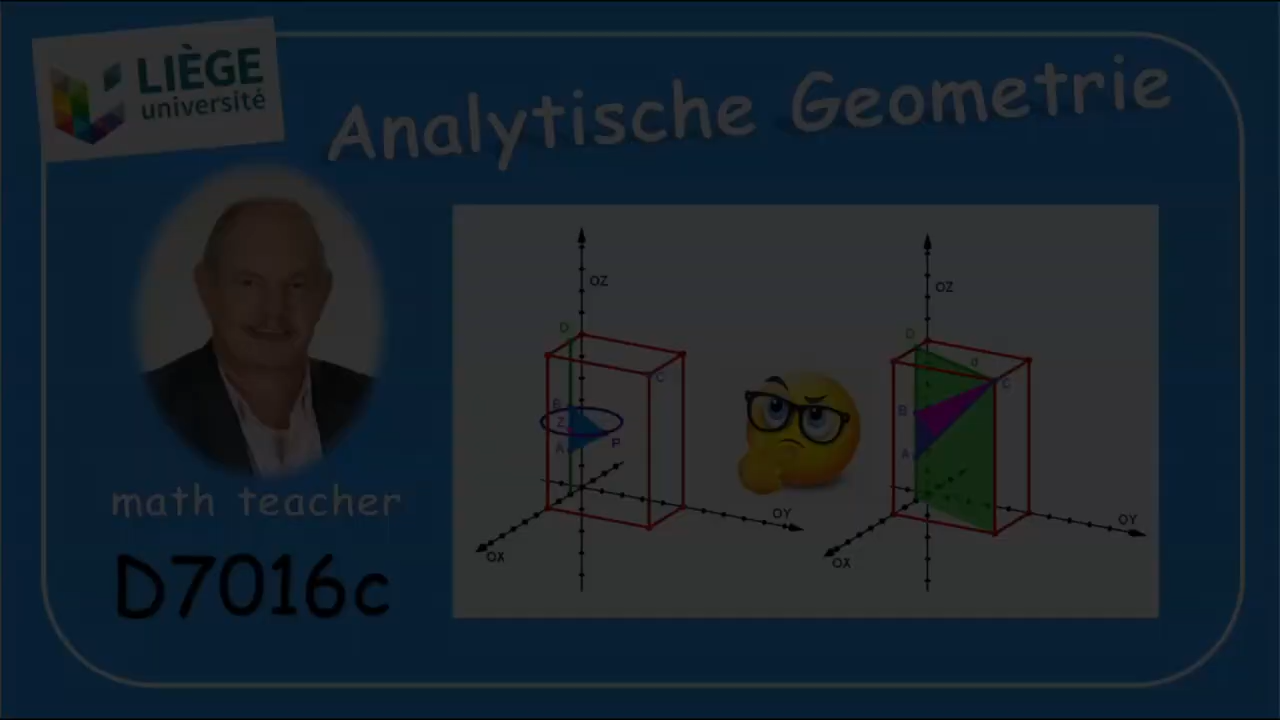 LIÈGE
université
Analytische Geometrie
math teacher
D7016c
OZ
D
B
Z
A
C
P
OY
OX
OZ
D
d
C
B
A
OY
OX